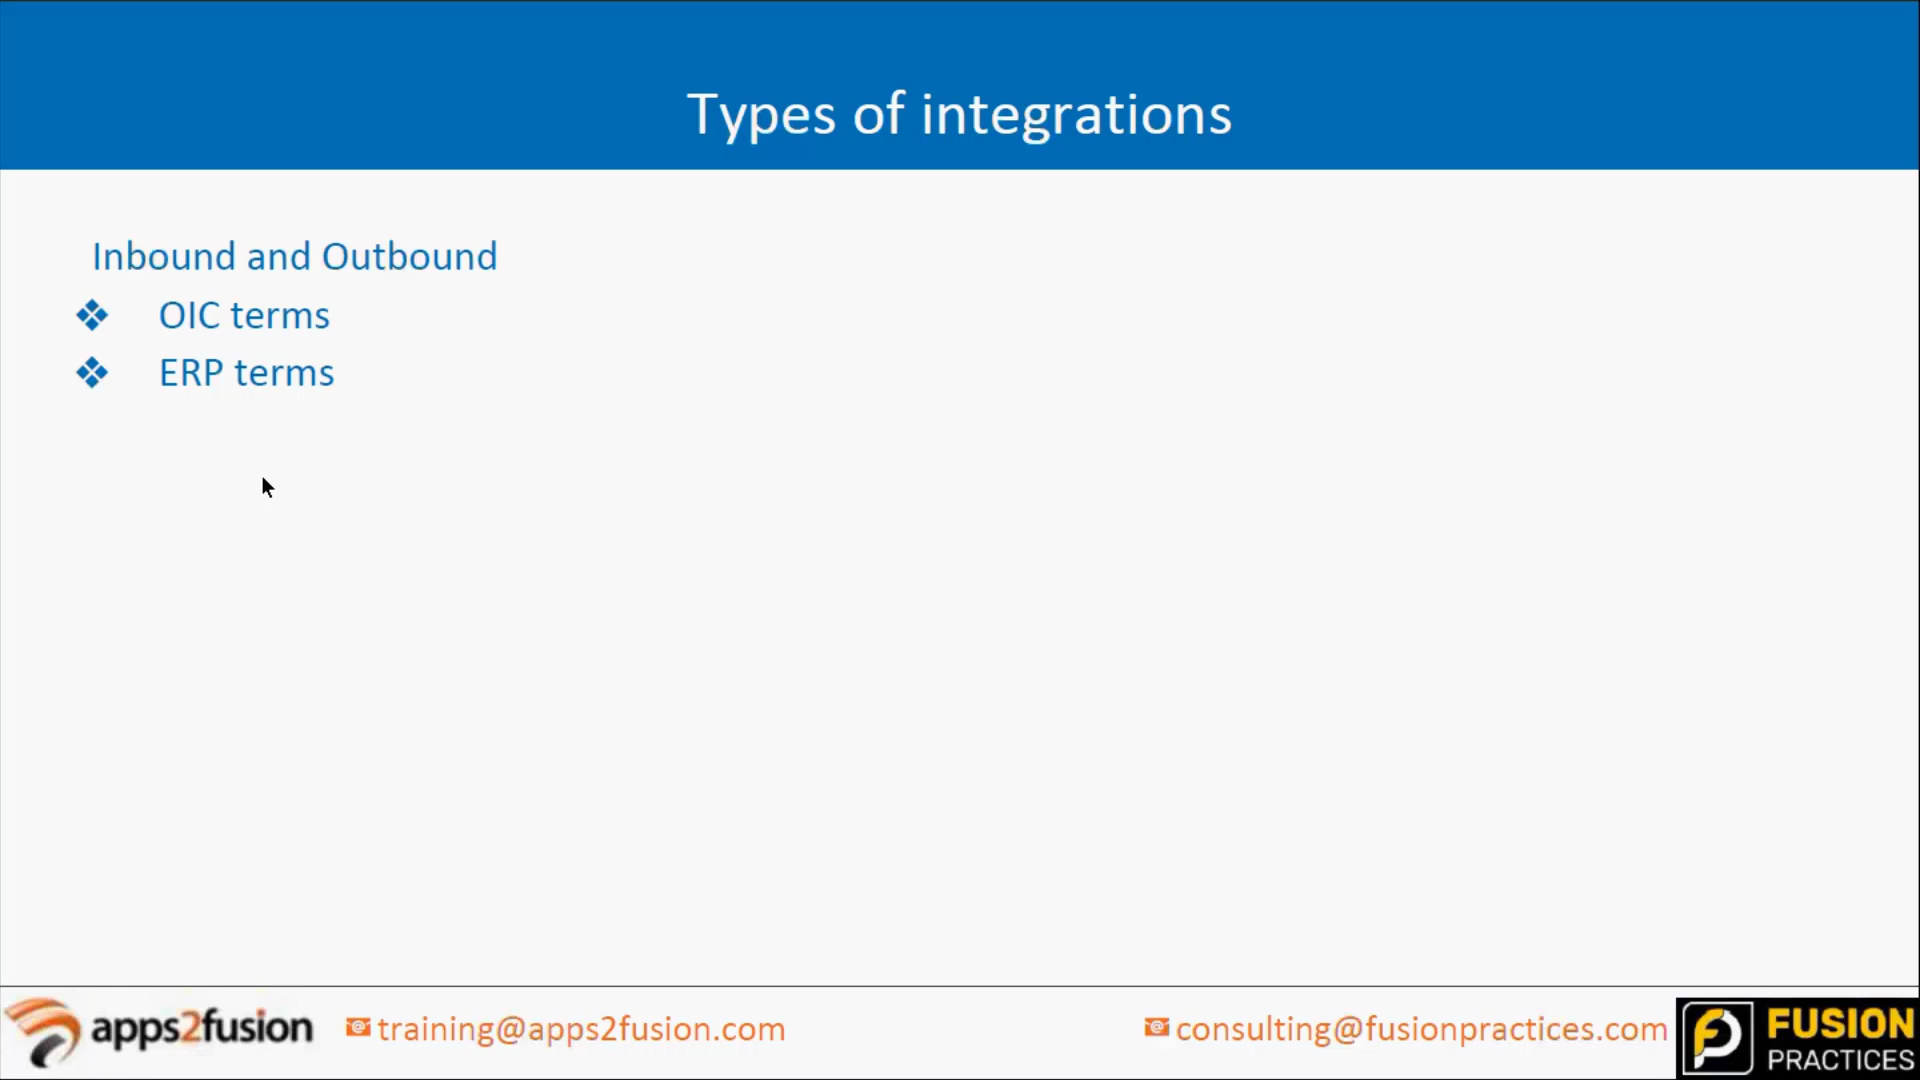 Types of integrations
Inbound and Outbound
❖ OIC terms
❖ ERP terms
apps2fusion
training@apps2fusion.com
consulting@fusionpractices.com
FUSION
PRACTICES